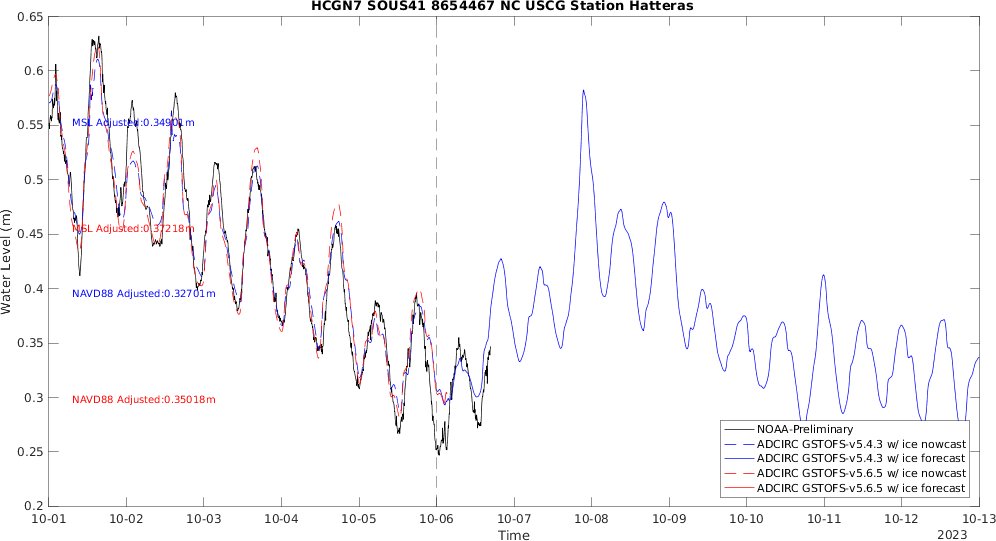 HCGN7 SOUS41 8654467 NC USCG Station Hatteras
Water Level (m)
0.65
0.6
0.55
0.5
0.45
0.4
0.35
0.3
0.25
0.2
MSL Adjusted:0.34901m
MSL Adjusted:0.37218m
NAVD88 Adjusted:0.32701m
NAVD88 Adjusted:0.35018m
NOAA-Preliminary
ADCIRC GSTOFS-v5.4.3 w/ ice nowcast
ADCIRC GSTOFS-v5.4.3 w/ ice forecast
ADCIRC GSTOFS-v5.6.5 w/ ice nowcast
ADCIRC GSTOFS-v5.6.5 w/ ice forecast
10-01 10-02 10-03 10-04 10-05 10-06 10-07 10-08 10-09 10-10 10-11 10-12 10-13
Time
2023